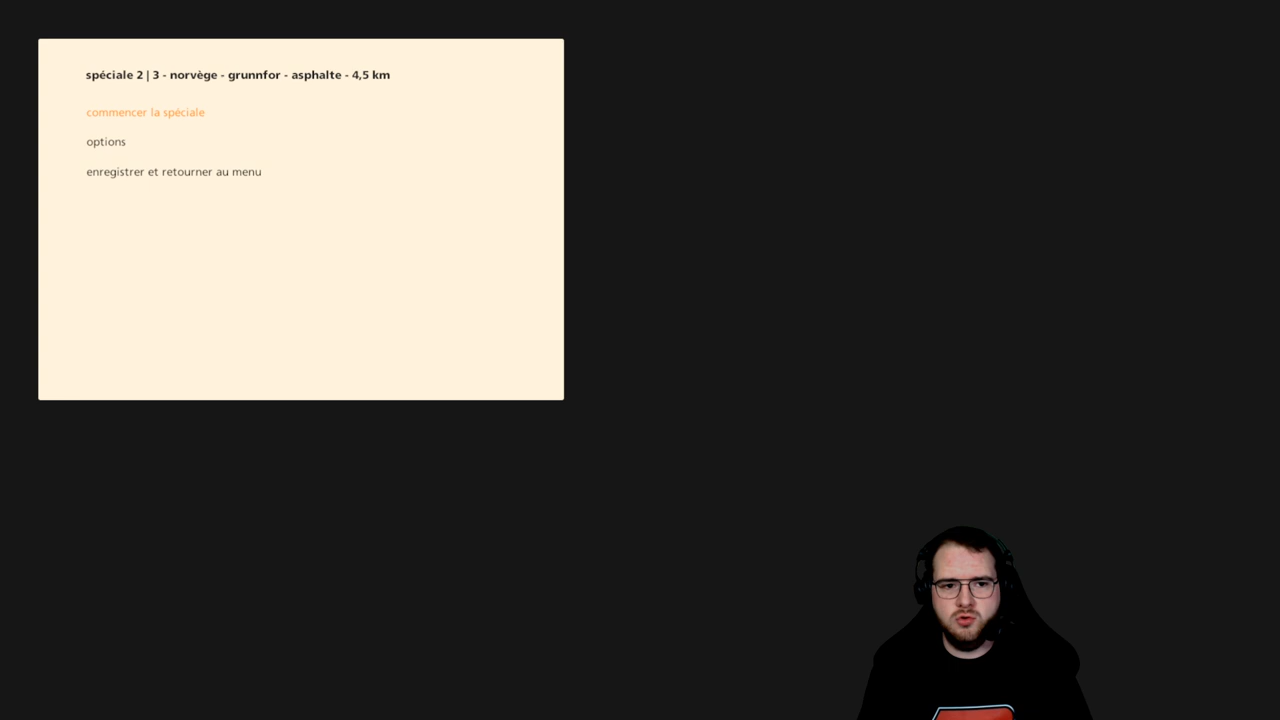 spéciale 2 | 3 - norvège - grunnfor - asphalte - 4,5 km
commencer la spéciale
options
enregistrer et retourner au menu